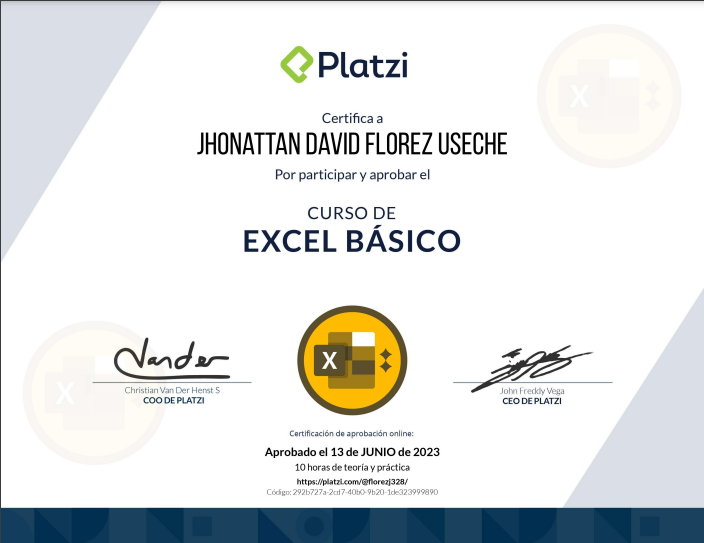 Platzi
Certifica a
JHONATTAN DAVID FLOREZ USECHE
Por participar y aprobar el
CURSO DE
EXCEL BÁSICO
Vander
X
Christian Van Der Henst S
COO DE PLATZI
John Freddy Vega
CEO DE PLATZI
Certificación de aprobación online:
Aprobado el 13 de JUNIO de 2023
10 horas de teoría y práctica
https://platzi.com/@florezj328/
Código: 292b727a-2cd7-40b0-9b20-1de323999890